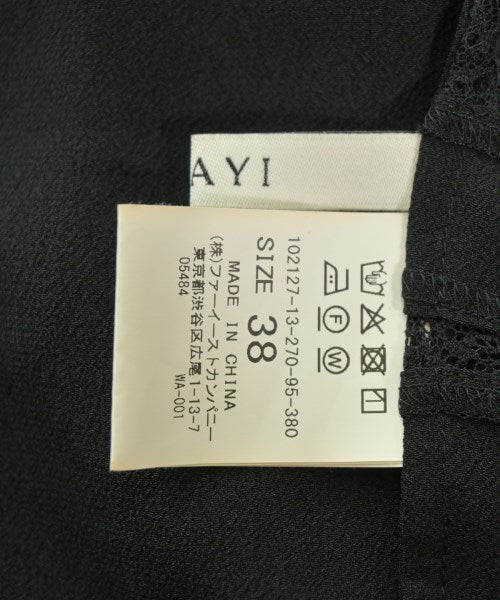 AYI
102127-13-270-95-380
F
W
SIZE 38
MADE IN CHINA
(株)ファーイーストカンパニー
東京都渋谷区広尾1-13-7
05484
WA-001